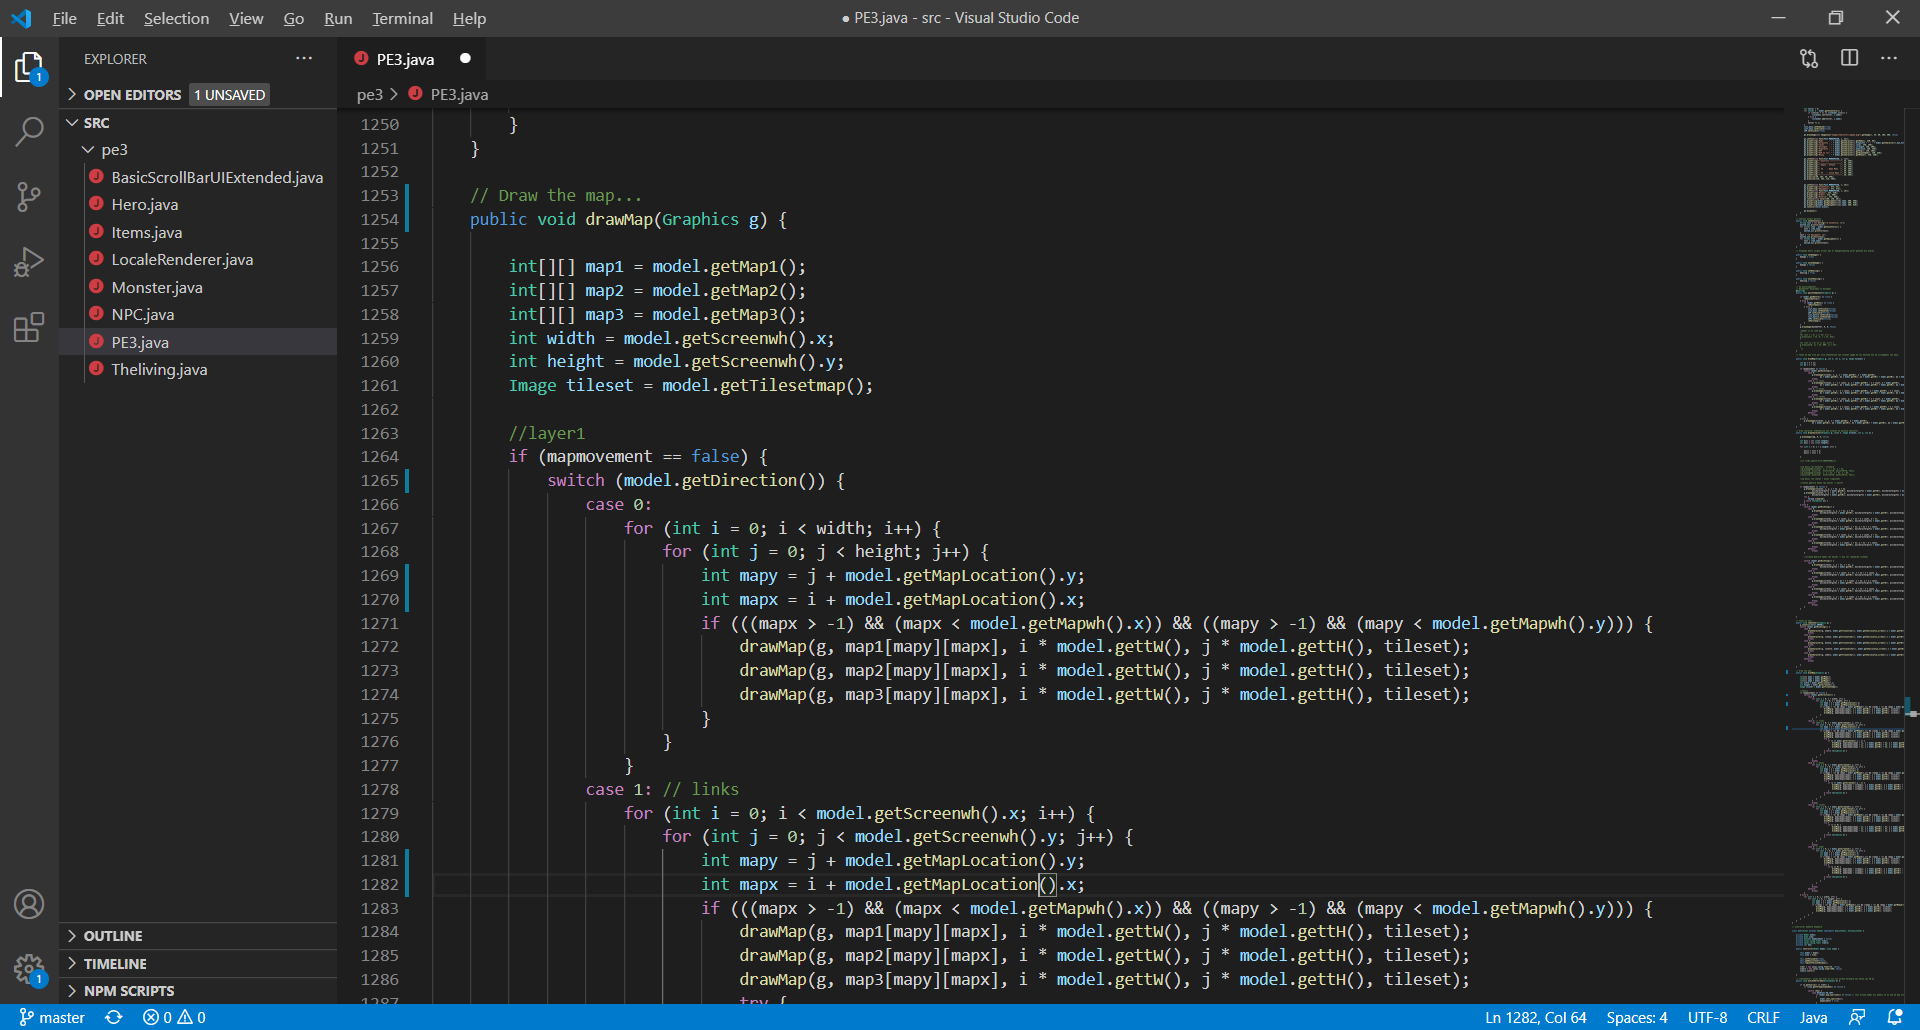 File Edit Selection View Go Run Terminal Help
● PE3.java - src - Visual Studio Code
EXPLORER
OPEN EDITORS 1 UNSAVED
SRC
pe3
BasicScrollBarUIExtended.java
Hero.java
Items.java
LocaleRenderer.java
Monster.java
NPC.java
PE3.java
Theliving.java
OUTLINE
TIMELINE
NPM SCRIPTS
1
1
J PE3.java ●
pe3 > PE3.java
1250 }
1251 }
1252
1253 // Draw the map...
1254 public void drawMap(Graphics g) {
1255
1256 int[][] map1 = model.getMap1();
1257 int[][] map2 = model.getMap2();
1258 int[][] map3 = model.getMap3();
1259 int width = model.getScreenwh().x;
1260 int height = model.getScreenwh().y;
1261 Image tileset = model.getTilesetmap();
1262
1263 //layer1
1264 if (mapmovement == false) {
1265 switch (model.getDirection()) {
1266 case 0:
1267 for (int i = 0; i < width; i++) {
1268 for (int j = 0; j < height; j++) {
1269 int mapy = j + model.getMapLocation().y;
1270 int mapx = i + model.getMapLocation().x;
1271 if (((mapx > -1) && (mapx < model.getMapwh().x)) && ((mapy > -1) && (mapy < model.getMapwh().y))) {
1272 drawMap(g, map1[mapy][mapx], i * model.gettW(), j * model.gettH(), tileset);
1273 drawMap(g, map2[mapy][mapx], i * model.gettW(), j * model.gettH(), tileset);
1274 drawMap(g, map3[mapy][mapx], i * model.gettW(), j * model.gettH(), tileset);
1275 }
1276 }
1277 }
1278 case 1: // links
1279 for (int i = 0; i < model.getScreenwh().x; i++) {
1280 for (int j = 0; j < model.getScreenwh().y; j++) {
1281 int mapy = j + model.getMapLocation().y;
1282 int mapx = i + model.getMapLocation().x;
1283 if (((mapx > -1) && (mapx < model.getMapwh().x)) && ((mapy > -1) && (mapy < model.getMapwh().y))) {
1284 drawMap(g, map1[mapy][mapx], i * model.gettW(), j * model.gettH(), tileset);
1285 drawMap(g, map2[mapy][mapx], i * model.gettW(), j * model.gettH(), tileset);
1286 drawMap(g, map3[mapy][mapx], i * model.gettW(), j * model.gettH(), tileset);
1287 try {
master 0 0 Ln 1282, Col 64 Spaces: 4 UTF-8 CRLF Java